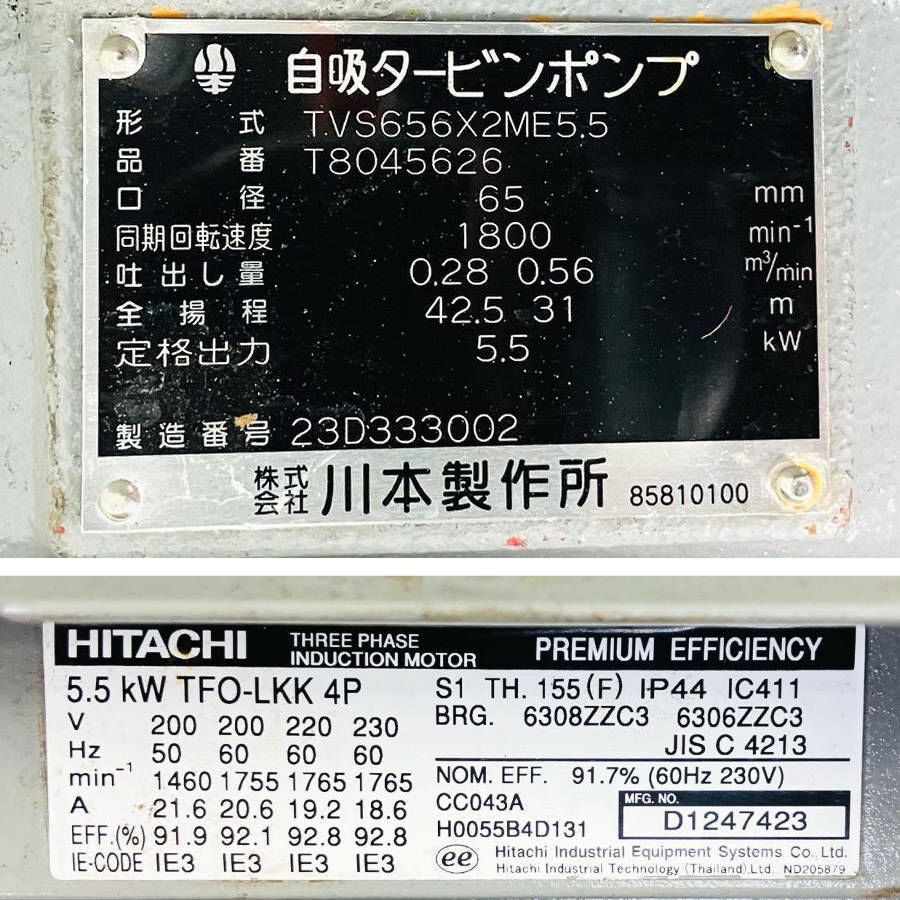 自吸タービンポンプ
形式 TVS656X2ME5.5
品番 T8045626
口径 65 mm
同期回転速度 1800 min-1
吐出し量 0.28 0.56 m³/min
全揚程 42.5 31 m
定格出力 5.5 kW
製造番号 23D333002
株式会社 川本製作所 85810100
HITACHI THREE PHASE INDUCTION MOTOR PREMIUM EFFICIENCY
5.5 kW TFO-LKK 4P S1 TH. 155 (F) IP44 IC411
V 200 200 220 230 BRG. 6308ZZC3 6306ZZC3
Hz 50 60 60 60 JIS C 4213
min-1 1460 1755 1765 1765 NOM. EFF. 91.7% (60Hz 230V)
A 21.6 20.6 19.2 18.6 CC043A MFG. NO.
EFF.(%) 91.9 92.1 92.8 92.8 H0055B4D131 D1247423
IE-CODE IE3 IE3 IE3 IE3 ee Hitachi Industrial Equipment Systems Co., Ltd.
Hitachi Industrial Technology (Thailand),Ltd. ND205879